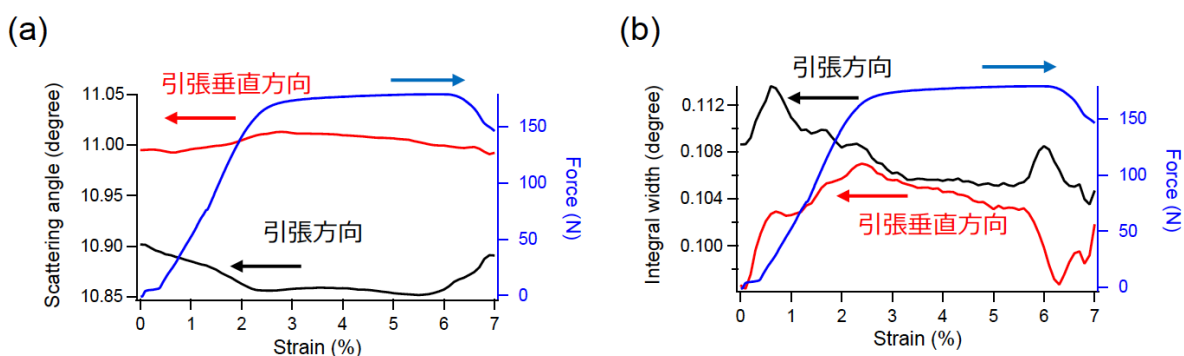 (a)
引張垂直方向
引張方向
Scattering angle (degree)
11.05
11.00
10.95
10.90
10.85
Force (N)
150
100
50
0
0 1 2 3 4 5 6 7
Strain (%)
(b)
引張方向
引張垂直方向
Integral width (degree)
0.112
0.108
0.104
0.100
Force (N)
150
100
50
0
0 1 2 3 4 5 6 7
Strain (%)